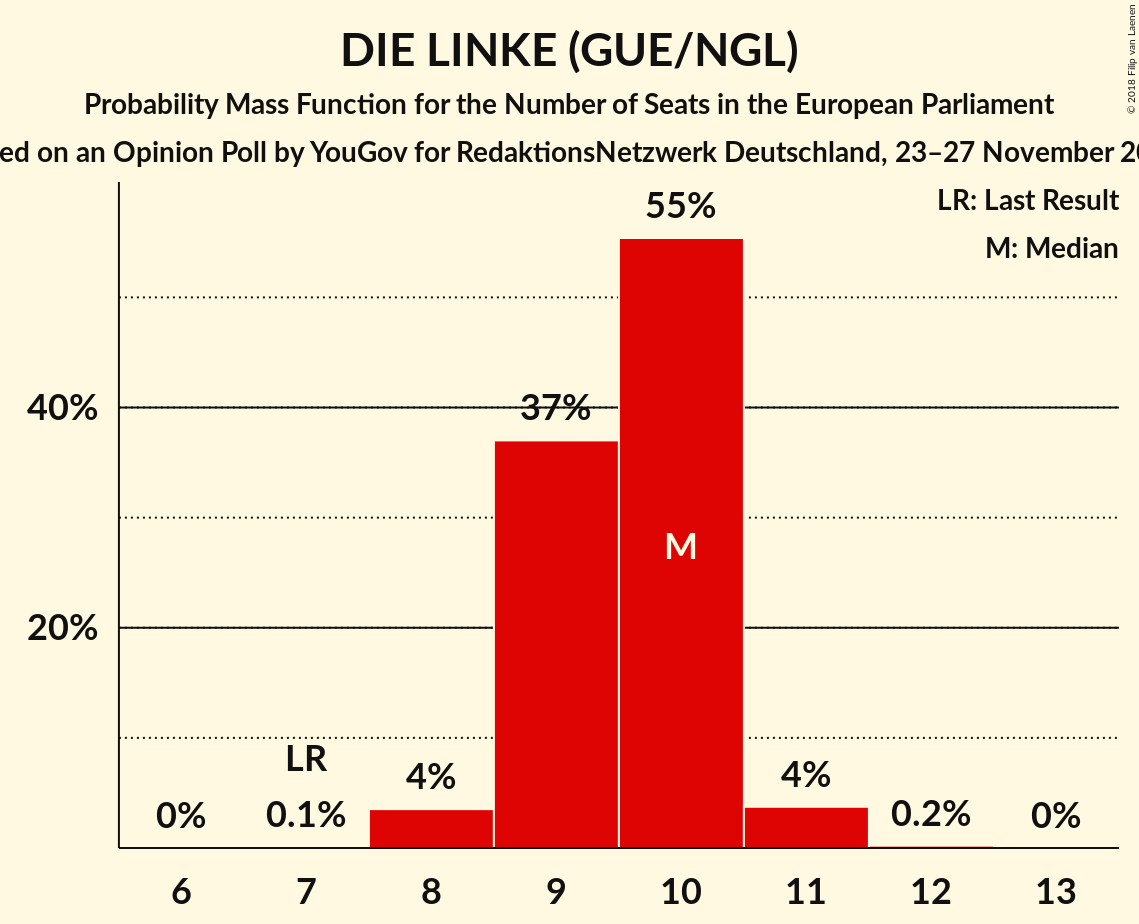 DIE LINKE (GUE/NGL)
Probability Mass Function for the Number of Seats in the European Parliament
on an Opinion Poll by YouGov for RedaktionsNetzwerk Deutschland, 23–27 November
© 2018 Filip van Laenen
LR: Last Result
M: Median
55%
40%
37%
M
20%
LR
4%
4%
0%
0.1%
0.2%
0%
6 7 8 9 10 11 12 13